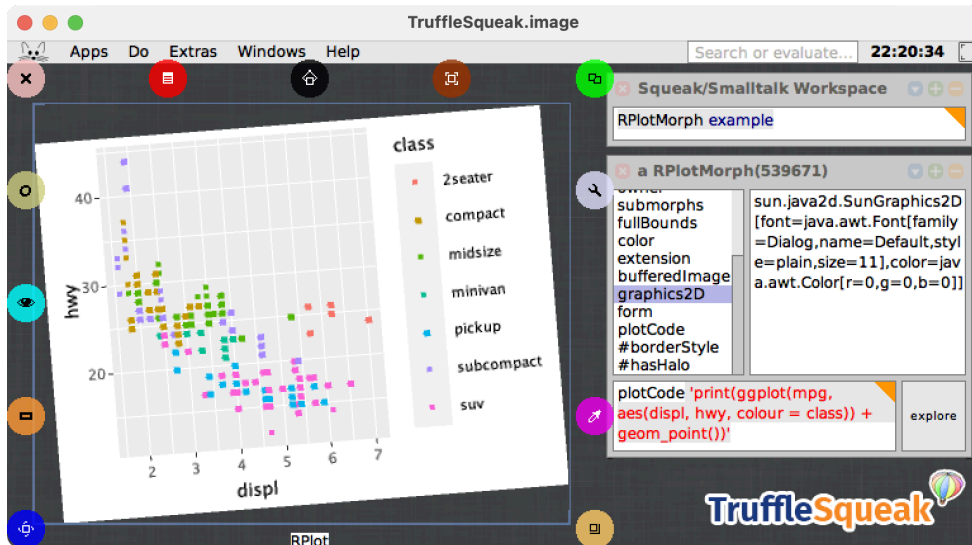 TruffleSqueak.image
Apps Do Extras Windows Help
Search or evaluate...
22:20:34
Squeak/Smalltalk Workspace
RPlotMorph example
a RPlotMorph(539671)
owner
submorphs
fullBounds
color
extension
bufferedImage
graphics2D
form
plotCode
#borderStyle
#hasHalo
sun.java2d.SunGraphics2D
[font=java.awt.Font[family
=Dialog,name=Default,styl
e=plain,size=11],color=jav
a.awt.Color[r=0,g=0,b=0]]
plotCode 'print(ggplot(mpg,
aes(displ, hwy, colour = class)) +
geom_point())'
explore
class
2seater
compact
midsize
minivan
pickup
subcompact
suv
hwy
40
30
20
2 3 4 5 6 7
displ
RPlot
TruffleSqueak